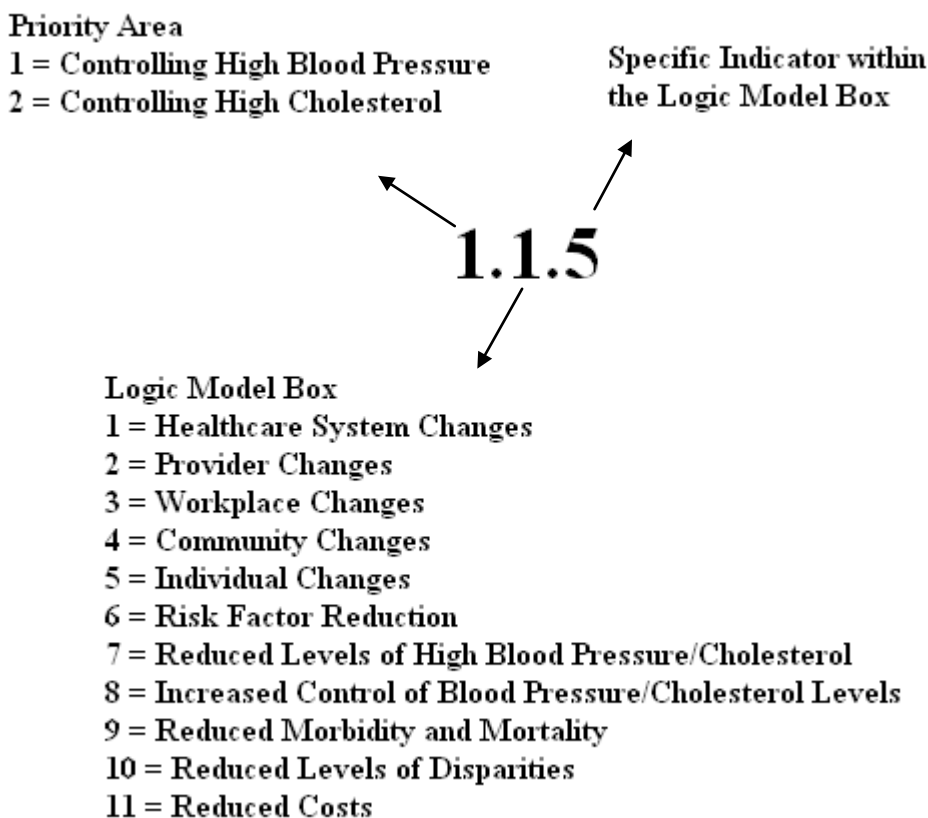 Priority Area
1 = Controlling High Blood Pressure
2 = Controlling High Cholesterol
Specific Indicator within
the Logic Model Box
1.1.5
Logic Model Box
1 = Healthcare System Changes
2 = Provider Changes
3 = Workplace Changes
4 = Community Changes
5 = Individual Changes
6 = Risk Factor Reduction
7 = Reduced Levels of High Blood Pressure/Cholesterol
8 = Increased Control of Blood Pressure/Cholesterol Levels
9 = Reduced Morbidity and Mortality
10 = Reduced Levels of Disparities
11 = Reduced Costs